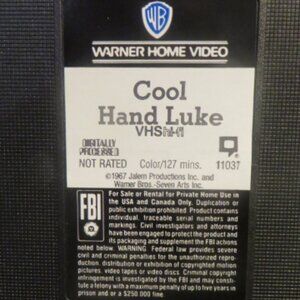 WB
WARNER HOME VIDEO
Cool
Hand Luke
VHS hi-fi
DIGITALLY
PROCESSED
NOT RATED Color/127 mins. 11037
©1967 Jalem Productions Inc. and
Warner Bros.-Seven Arts Inc.
FBI
For Sale or Rental for Private Home Use in
the USA and Canada Only. Duplication or
public exhibition prohibited. Product contains
individual, traceable serial numbers and
markings. Civil investigators and attorneys
have been engaged to protect the product and
its packaging and supplement the FBI actions
noted below. WARNING: Federal law provides severe
civil and criminal penalties for the unauthorized repro-
duction, distribution or exhibition of copyrighted motion
pictures, video tapes or video discs. Criminal copyright
infringement is investigated by the FBI and may consti-
tute a felony with a maximum penalty of up to five years in
prison and or a $250,000 fine